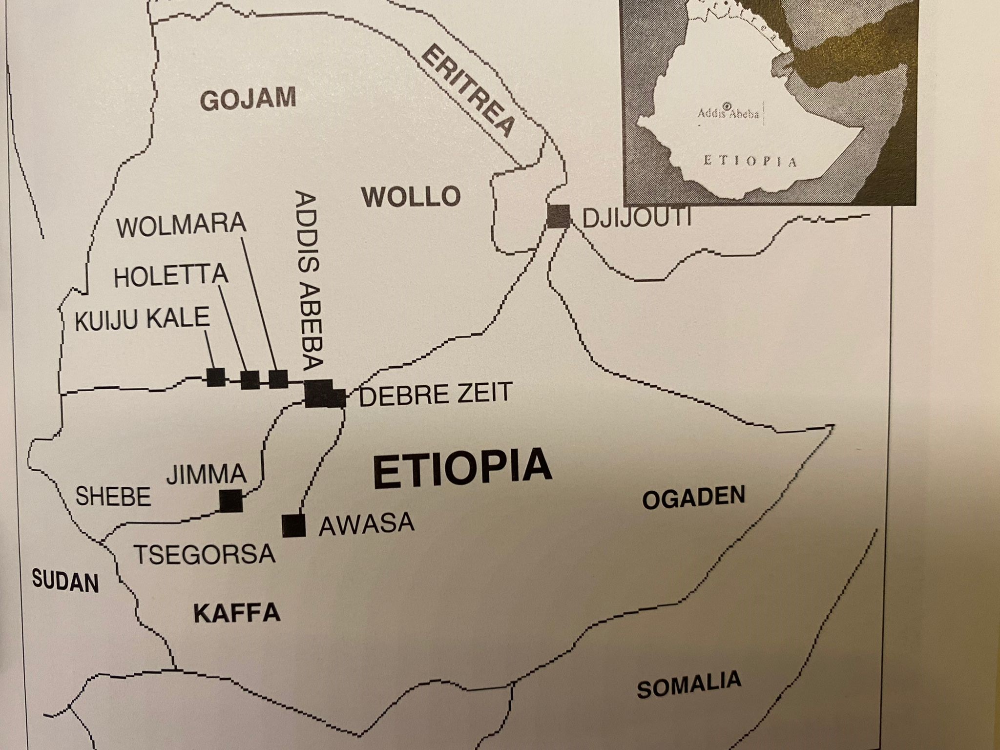 ERITREA
GOJAM
Addis Abeba
ETIOPIA
WOLLO
DJIJOUTI
WOLMARA
ADDIS ABEBA
HOLETTA
KUIJU KALE
DEBRE ZEIT
ETIOPIA
JIMMA
SHEBE
OGADEN
AWASA
TSEGORSA
SUDAN
KAFFA
SOMALIA